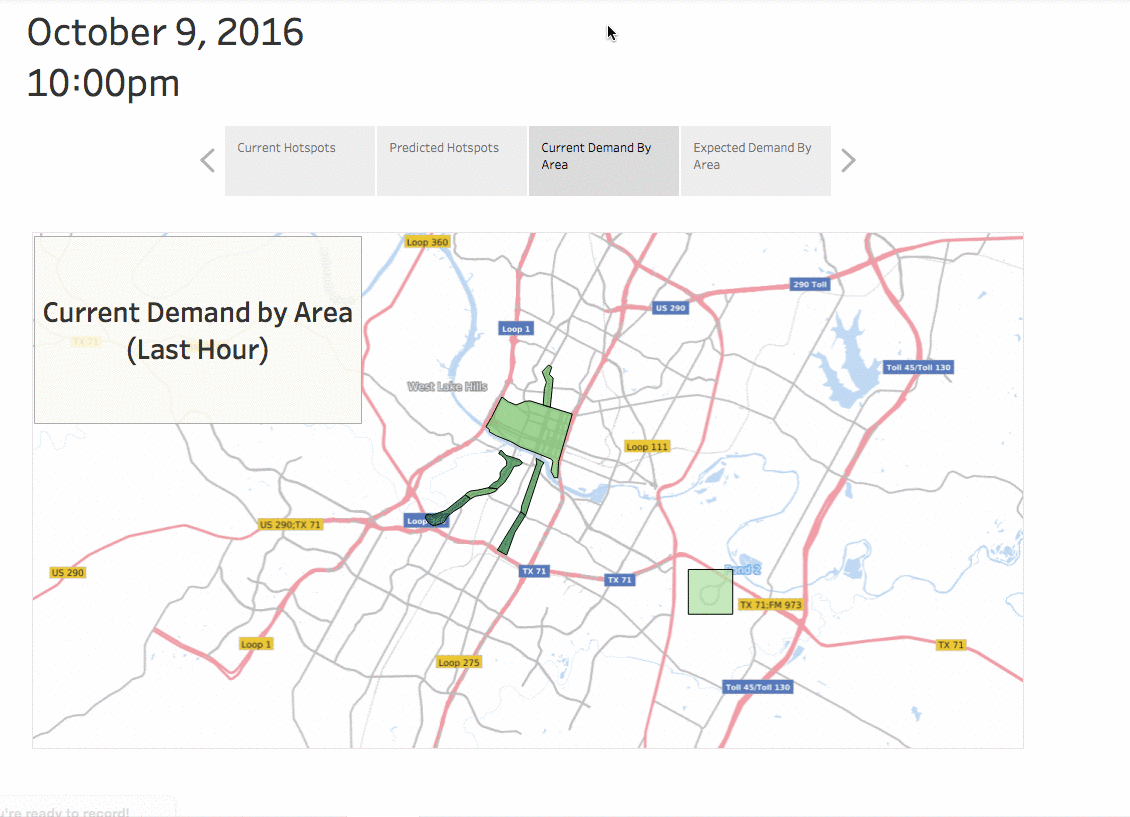 October 9, 2016
10:00pm
Current Hotspots
Predicted Hotspots
Current Demand By
Area
Expected Demand By
Area
Current Demand by Area
(Last Hour)
TX 71
Loop 360
290 Toll
US 290
Loop 1
Toll 45/Toll 130
West Lake Hills
Loop 111
Loop
US 290;TX 71
US 290
TX 71
TX 71
TX 71;FM 973
Loop 1
TX 71
Loop 275
Toll 45/Toll 130
u're ready to record!